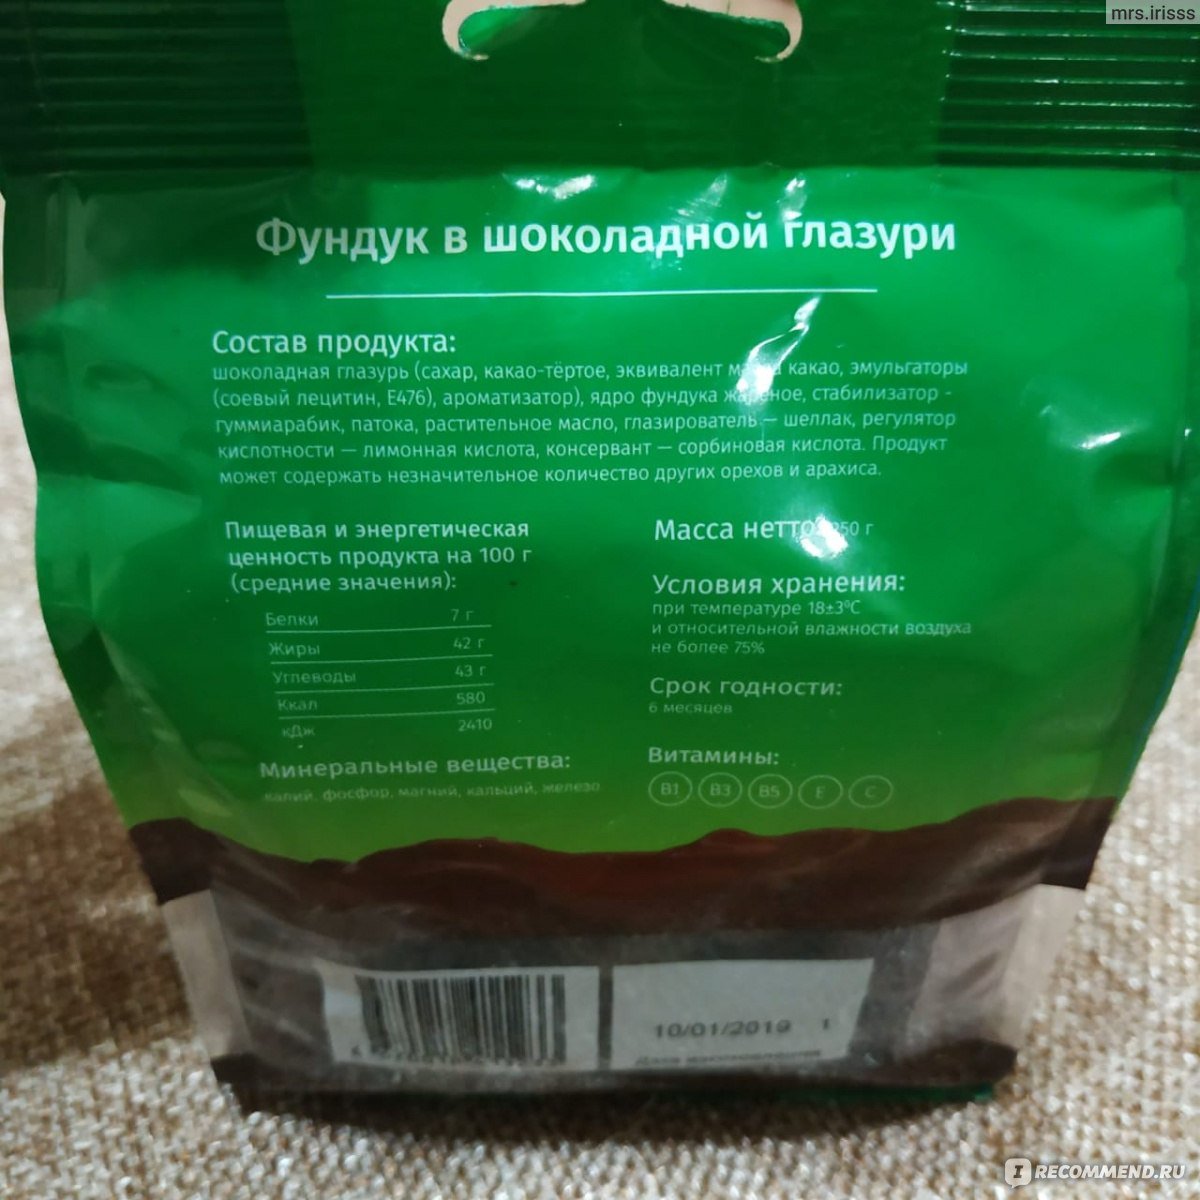 mrs.irisss
Фундук в шоколадной глазури
Состав продукта:
шоколадная глазурь (сахар, какао-тёртое, эквивалент какао, эмульгаторы
(соевый лецитин, Е476), ароматизатор), ядро фундука жареное, стабилизатор -
гуммиарабик, патока, растительное масло, глазирователь — шеллак, регулятор
кислотности — лимонная кислота, консервант — сорбиновая кислота. Продукт
может содержать незначительное количество других орехов и арахиса.
Пищевая и энергетическая
ценность продукта на 100 г
(средние значения):
Белки 7 г
Жиры 42 г
Углеводы 43 г
Ккал 580
кДж 2410
Минеральные вещества:
калий, фосфор, магний, кальций, железо
Масса нетто: г
Условия хранения:
при температуре 18±3°С
и относительной влажности воздуха
не более 75%
Срок годности:
6 месяцев
Витамины:
B1 B3 B5 E C
10/01/2019 1
Дата изготовления
IRECOMMEND.RU